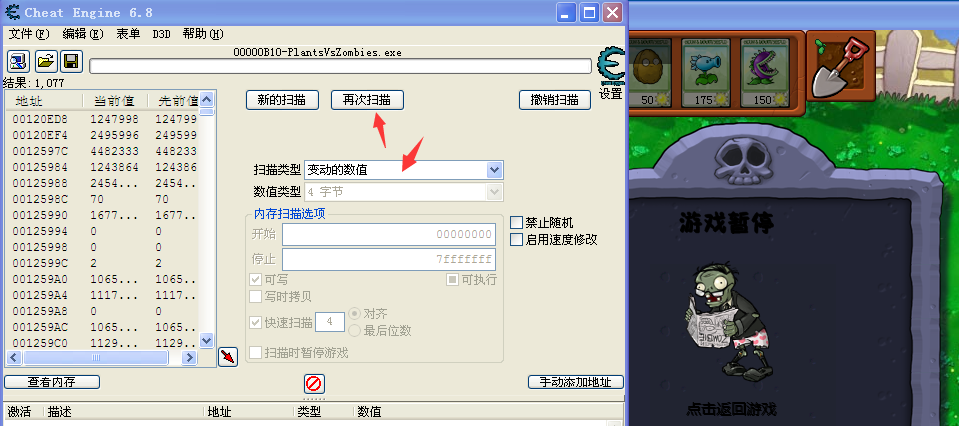 Cheat Engine 6.8
文件(F) 编辑(E) 表单 D3D 帮助(H)
00000B10-PlantsVsZombies.exe
设置
结果: 1,077
地址 当前值 先前值
00120ED8 1247998 124799
00120EF4 2495996 249599
0012597C 4482333 448233
00125984 1243864 124386
00125988 2454... 2454..
0012598C 70 70
00125990 1677... 1677..
00125994 0 0
00125998 0 0
0012599C 2 2
001259A0 1065... 1065..
001259A4 1117... 1117..
001259A8 0 0
001259AC 1065... 1065..
001259C0 1129... 1129..
新的扫描 再次扫描 撤销扫描
扫描类型 变动的数值
数值类型 4 字节
内存扫描选项
开始 00000000
停止 7fffffff
可写 可执行
写时拷贝
快速扫描 4 对齐
最后位数
扫描时暂停游戏
禁止随机
启用速度修改
查看内存 手动添加地址
激活 描述 地址 类型 数值
50 175 150
游戏暂停
点击返回游戏